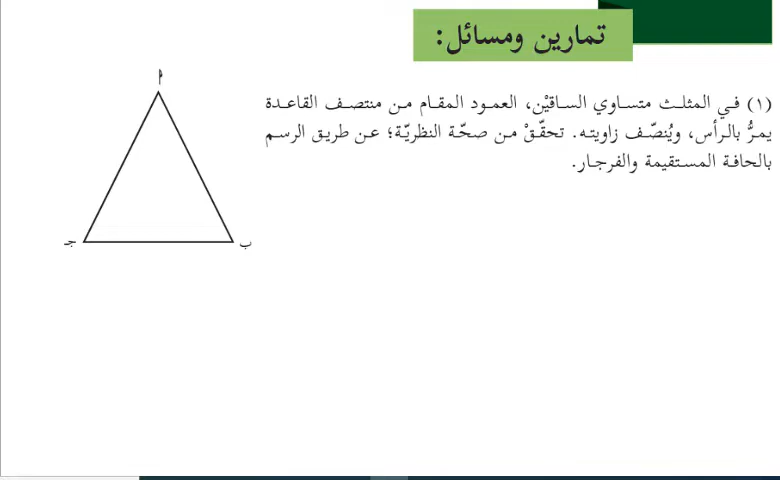 تمارين ومسائل:
(١) في المثلث متساوي الساقيْن، العمود المقام من منتصف القاعدة
يمرُّ بالرأس، ويُنصّف زاويته. تحقّقْ من صحّة النظريّة؛ عن طريق الرسم
بالحافة المستقيمة والفرجار.
أ
جـ
ب